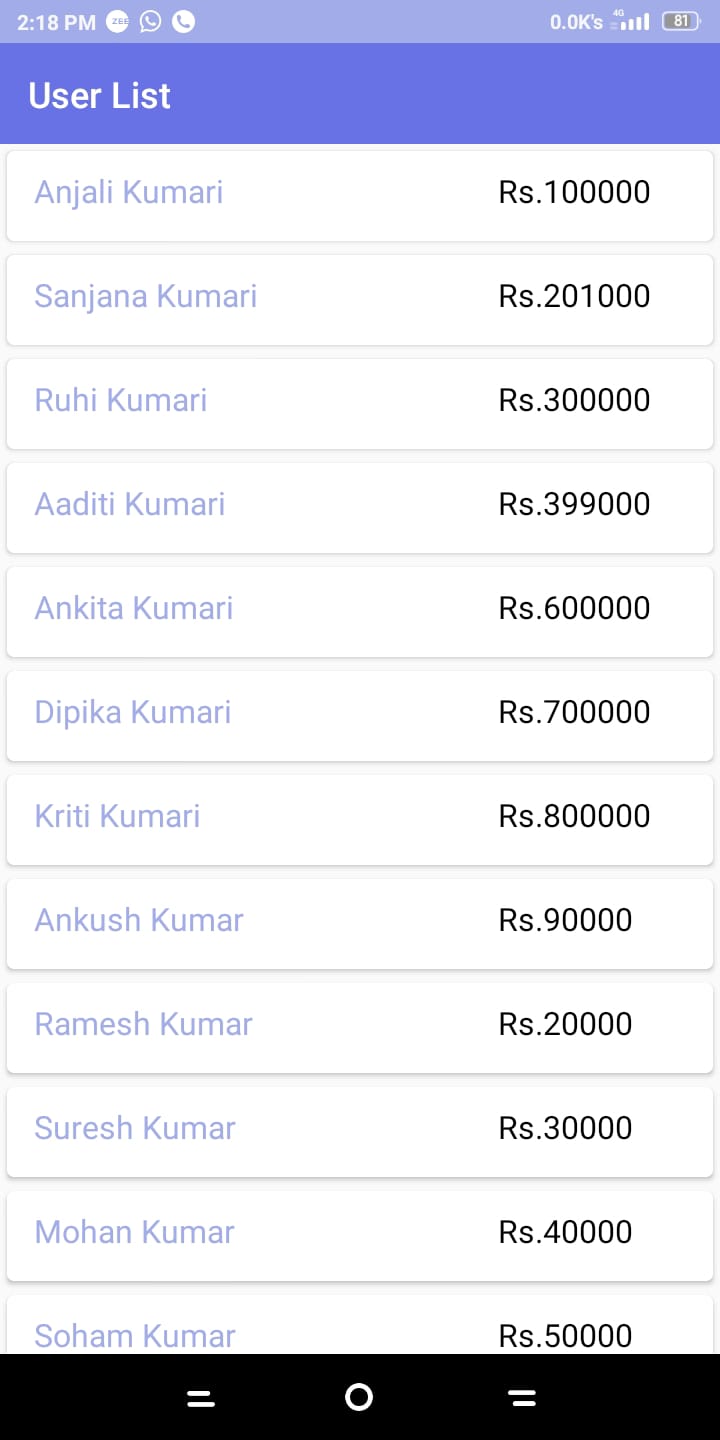 2:18 PM ZEE 0.0K's 4G 81
User List
Anjali Kumari Rs.100000
Sanjana Kumari Rs.201000
Ruhi Kumari Rs.300000
Aaditi Kumari Rs.399000
Ankita Kumari Rs.600000
Dipika Kumari Rs.700000
Kriti Kumari Rs.800000
Ankush Kumar Rs.90000
Ramesh Kumar Rs.20000
Suresh Kumar Rs.30000
Mohan Kumar Rs.40000
Soham Kumar Rs.50000